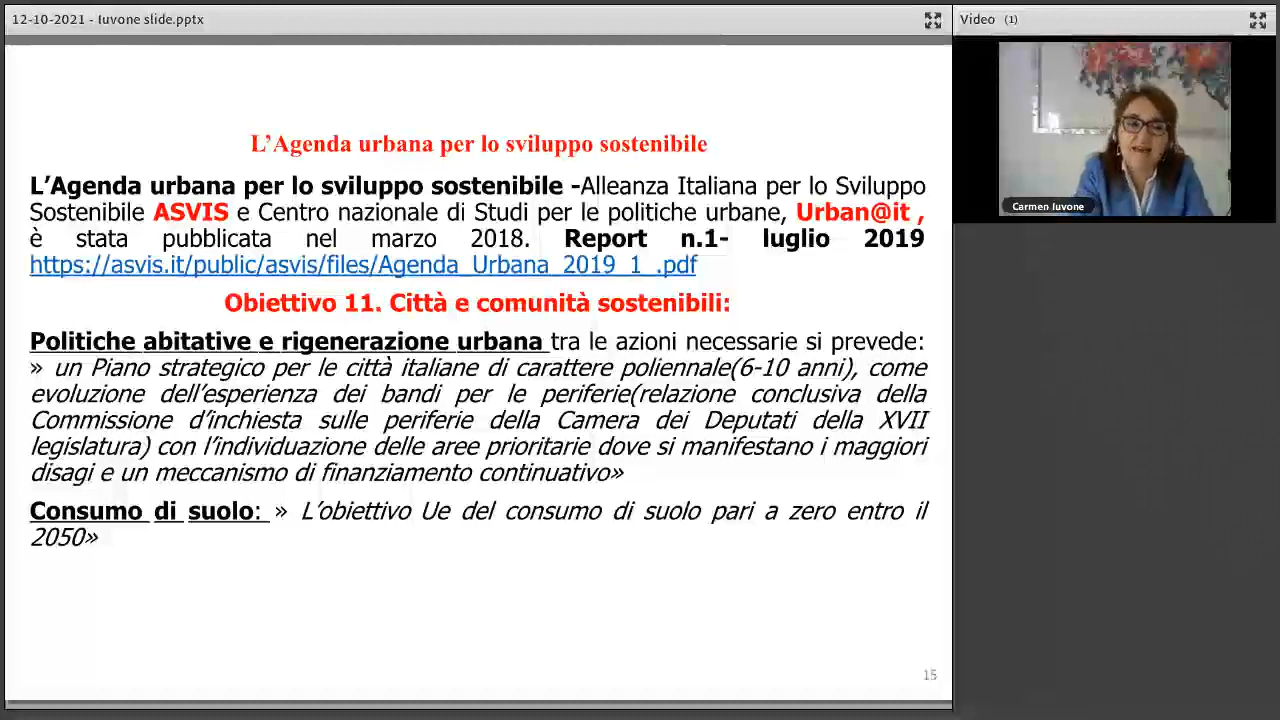 12-10-2021 - Iuvone slide.pptx
Video (1)
Carmen Iuvone
L’Agenda urbana per lo sviluppo sostenibile
L’Agenda urbana per lo sviluppo sostenibile -Alleanza Italiana per lo Sviluppo
Sostenibile ASVIS e Centro nazionale di Studi per le politiche urbane, Urban@it ,
è stata pubblicata nel marzo 2018. Report n.1- luglio 2019
https://asvis.it/public/asvis/files/Agenda_Urbana_2019_1_.pdf
Obiettivo 11. Città e comunità sostenibili:
Politiche abitative e rigenerazione urbana tra le azioni necessarie si prevede:
» un Piano strategico per le città italiane di carattere poliennale(6-10 anni), come
evoluzione dell’esperienza dei bandi per le periferie(relazione conclusiva della
Commissione d’inchiesta sulle periferie della Camera dei Deputati della XVII
legislatura) con l’individuazione delle aree prioritarie dove si manifestano i maggiori
disagi e un meccanismo di finanziamento continuativo»
Consumo di suolo: » L’obiettivo Ue del consumo di suolo pari a zero entro il
2050»
15